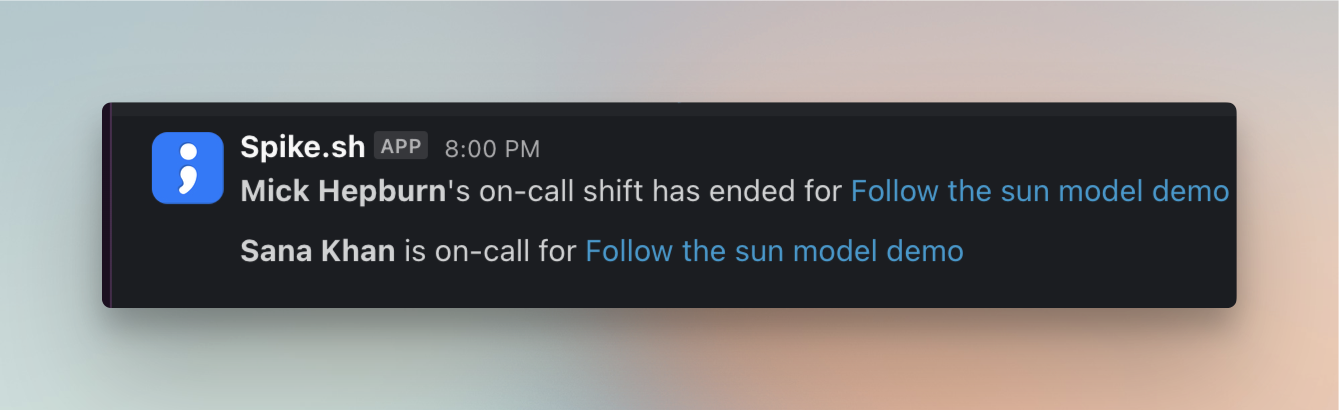 Spike.sh APP 8:00 PM
Mick Hepburn's on-call shift has ended for Follow the sun model demo
Sana Khan is on-call for Follow the sun model demo